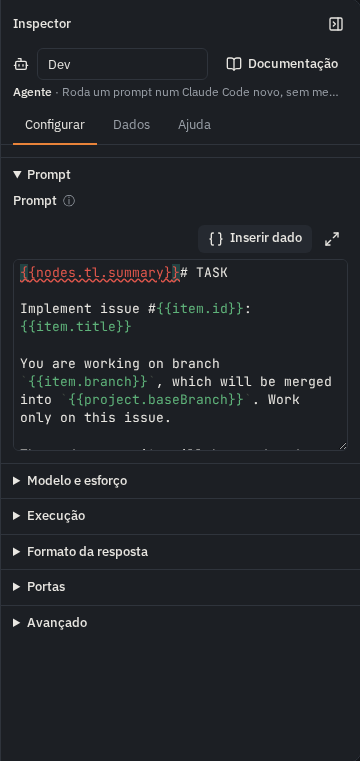 Inspector
Dev
Documentação
Agente · Roda um prompt num Claude Code novo, sem me…
Configurar
Dados
Ajuda
Prompt
Prompt
{} Inserir dado
{{nodes.tl.summary}}# TASK
Implement issue #{{item.id}}:
{{item.title}}
You are working on branch
`{{item.branch}}`, which will be merged
into `{{project.baseBranch}}`. Work
only on this issue.
Modelo e esforço
Execução
Formato da resposta
Portas
Avançado